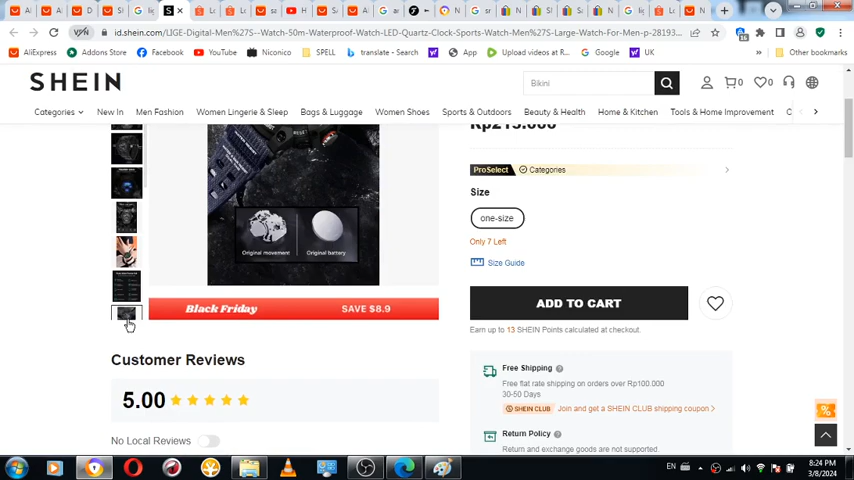 id.shein.com/LIGE-Digital-Men%27S--Watch-50m-Waterproof-Watch-LED-Quartz-Clock-Sports-Watch-Men%27S-Large-Watch-For-Men-p-28193...
VPN
AliExpress
Addons Store
Facebook
YouTube
Niconico
SPELL
translate - Search
App
Upload videos at r...
Google
UK
Other bookmarks
SHEIN
Bikini
0
0
Categories
New In
Men Fashion
Women Lingerie & Sleep
Bags & Luggage
Women Shoes
Sports & Outdoors
Beauty & Health
Home & Kitchen
Tools & Home Improvement
ProSelect
Categories
Size
one-size
Only 7 Left
Size Guide
Original movement
Original battery
Black Friday
SAVE $8.9
ADD TO CART
Earn up to 13 SHEIN Points calculated at checkout.
Customer Reviews
5.00
No Local Reviews
Free Shipping
Free flat rate shipping on orders over Rp100.000
30-50 Days
SHEIN CLUB
Join and get a SHEIN CLUB shipping coupon >
Return Policy
Return and exchange goods are not supported.
%
EN
8:24 PM
3/8/2024